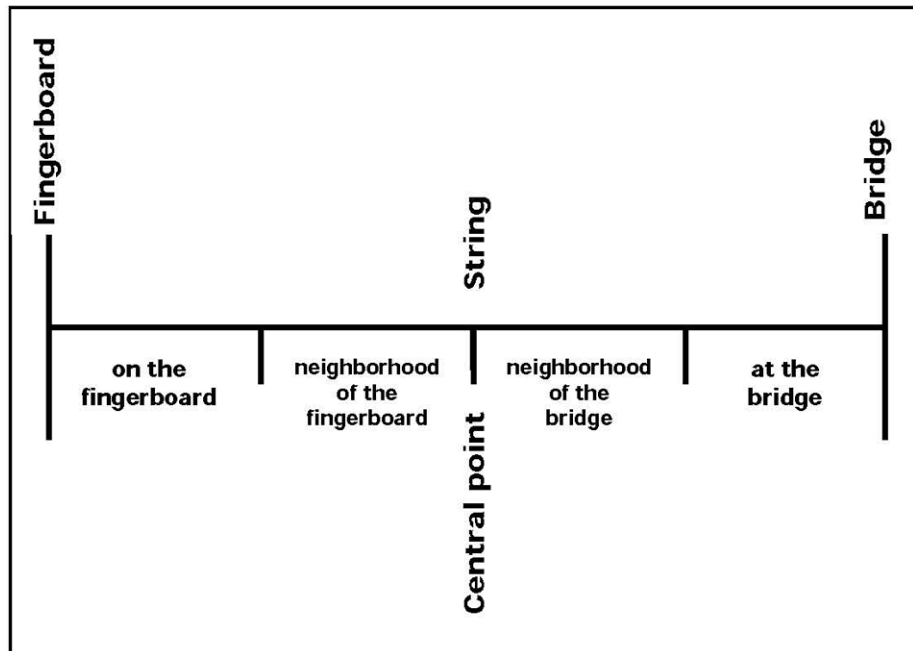 Fingerboard
Bridge
String
on the
fingerboard
neighborhood
of the
fingerboard
neighborhood
of the
bridge
at the
bridge
Central point